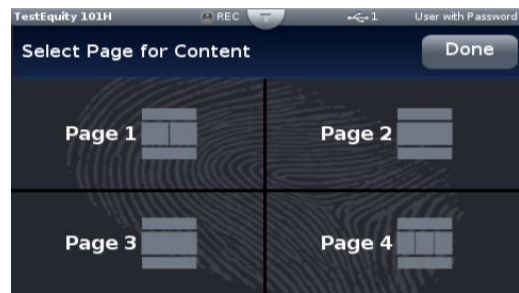 TestEquity 101H REC 1 User with Password
Select Page for Content Done
Page 1 Page 2
Page 3 Page 4